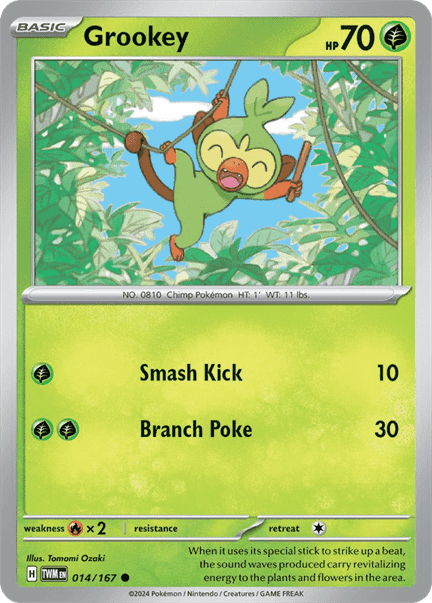 BASIC Grookey HP 70
NO. 0810 Chimp Pokémon HT: 1' WT: 11 lbs.
Smash Kick 10
Branch Poke 30
weakness ×2 resistance retreat
Illus. Tomomi Ozaki
H TWM EN 014/167
When it uses its special stick to strike up a beat,
the sound waves produced carry revitalizing
energy to the plants and flowers in the area.
©2024 Pokémon / Nintendo / Creatures / GAME FREAK